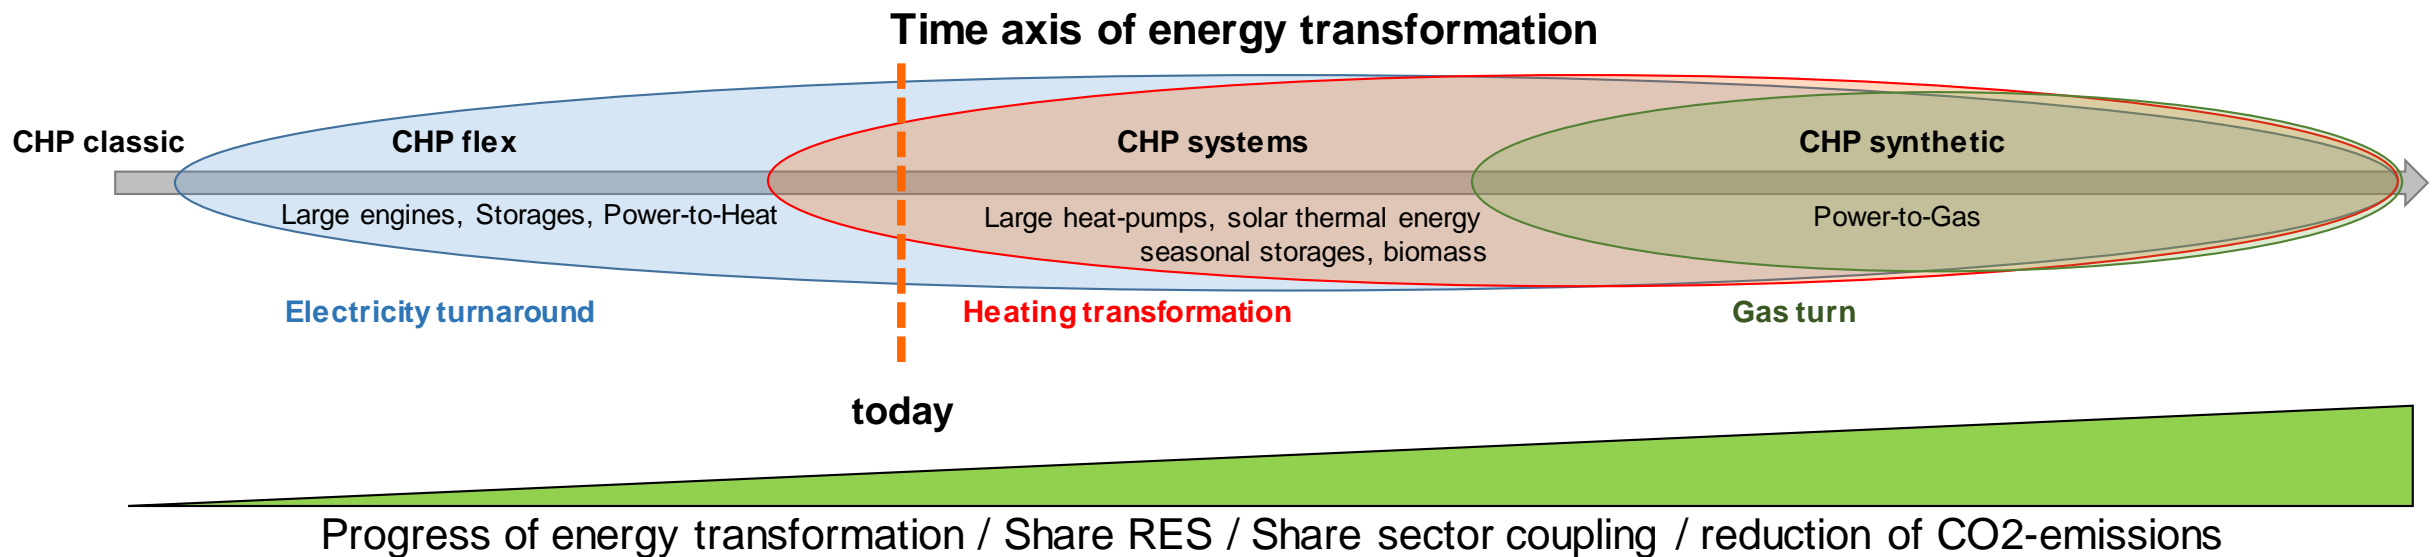 Time axis of energy transformation
CHP classic
CHP flex
CHP systems
CHP synthetic
Large engines, Storages, Power-to-Heat
Large heat-pumps, solar thermal energy
seasonal storages, biomass
Power-to-Gas
Electricity turnaround
Heating transformation
Gas turn
today
Progress of energy transformation / Share RES / Share sector coupling / reduction of CO2-emissions